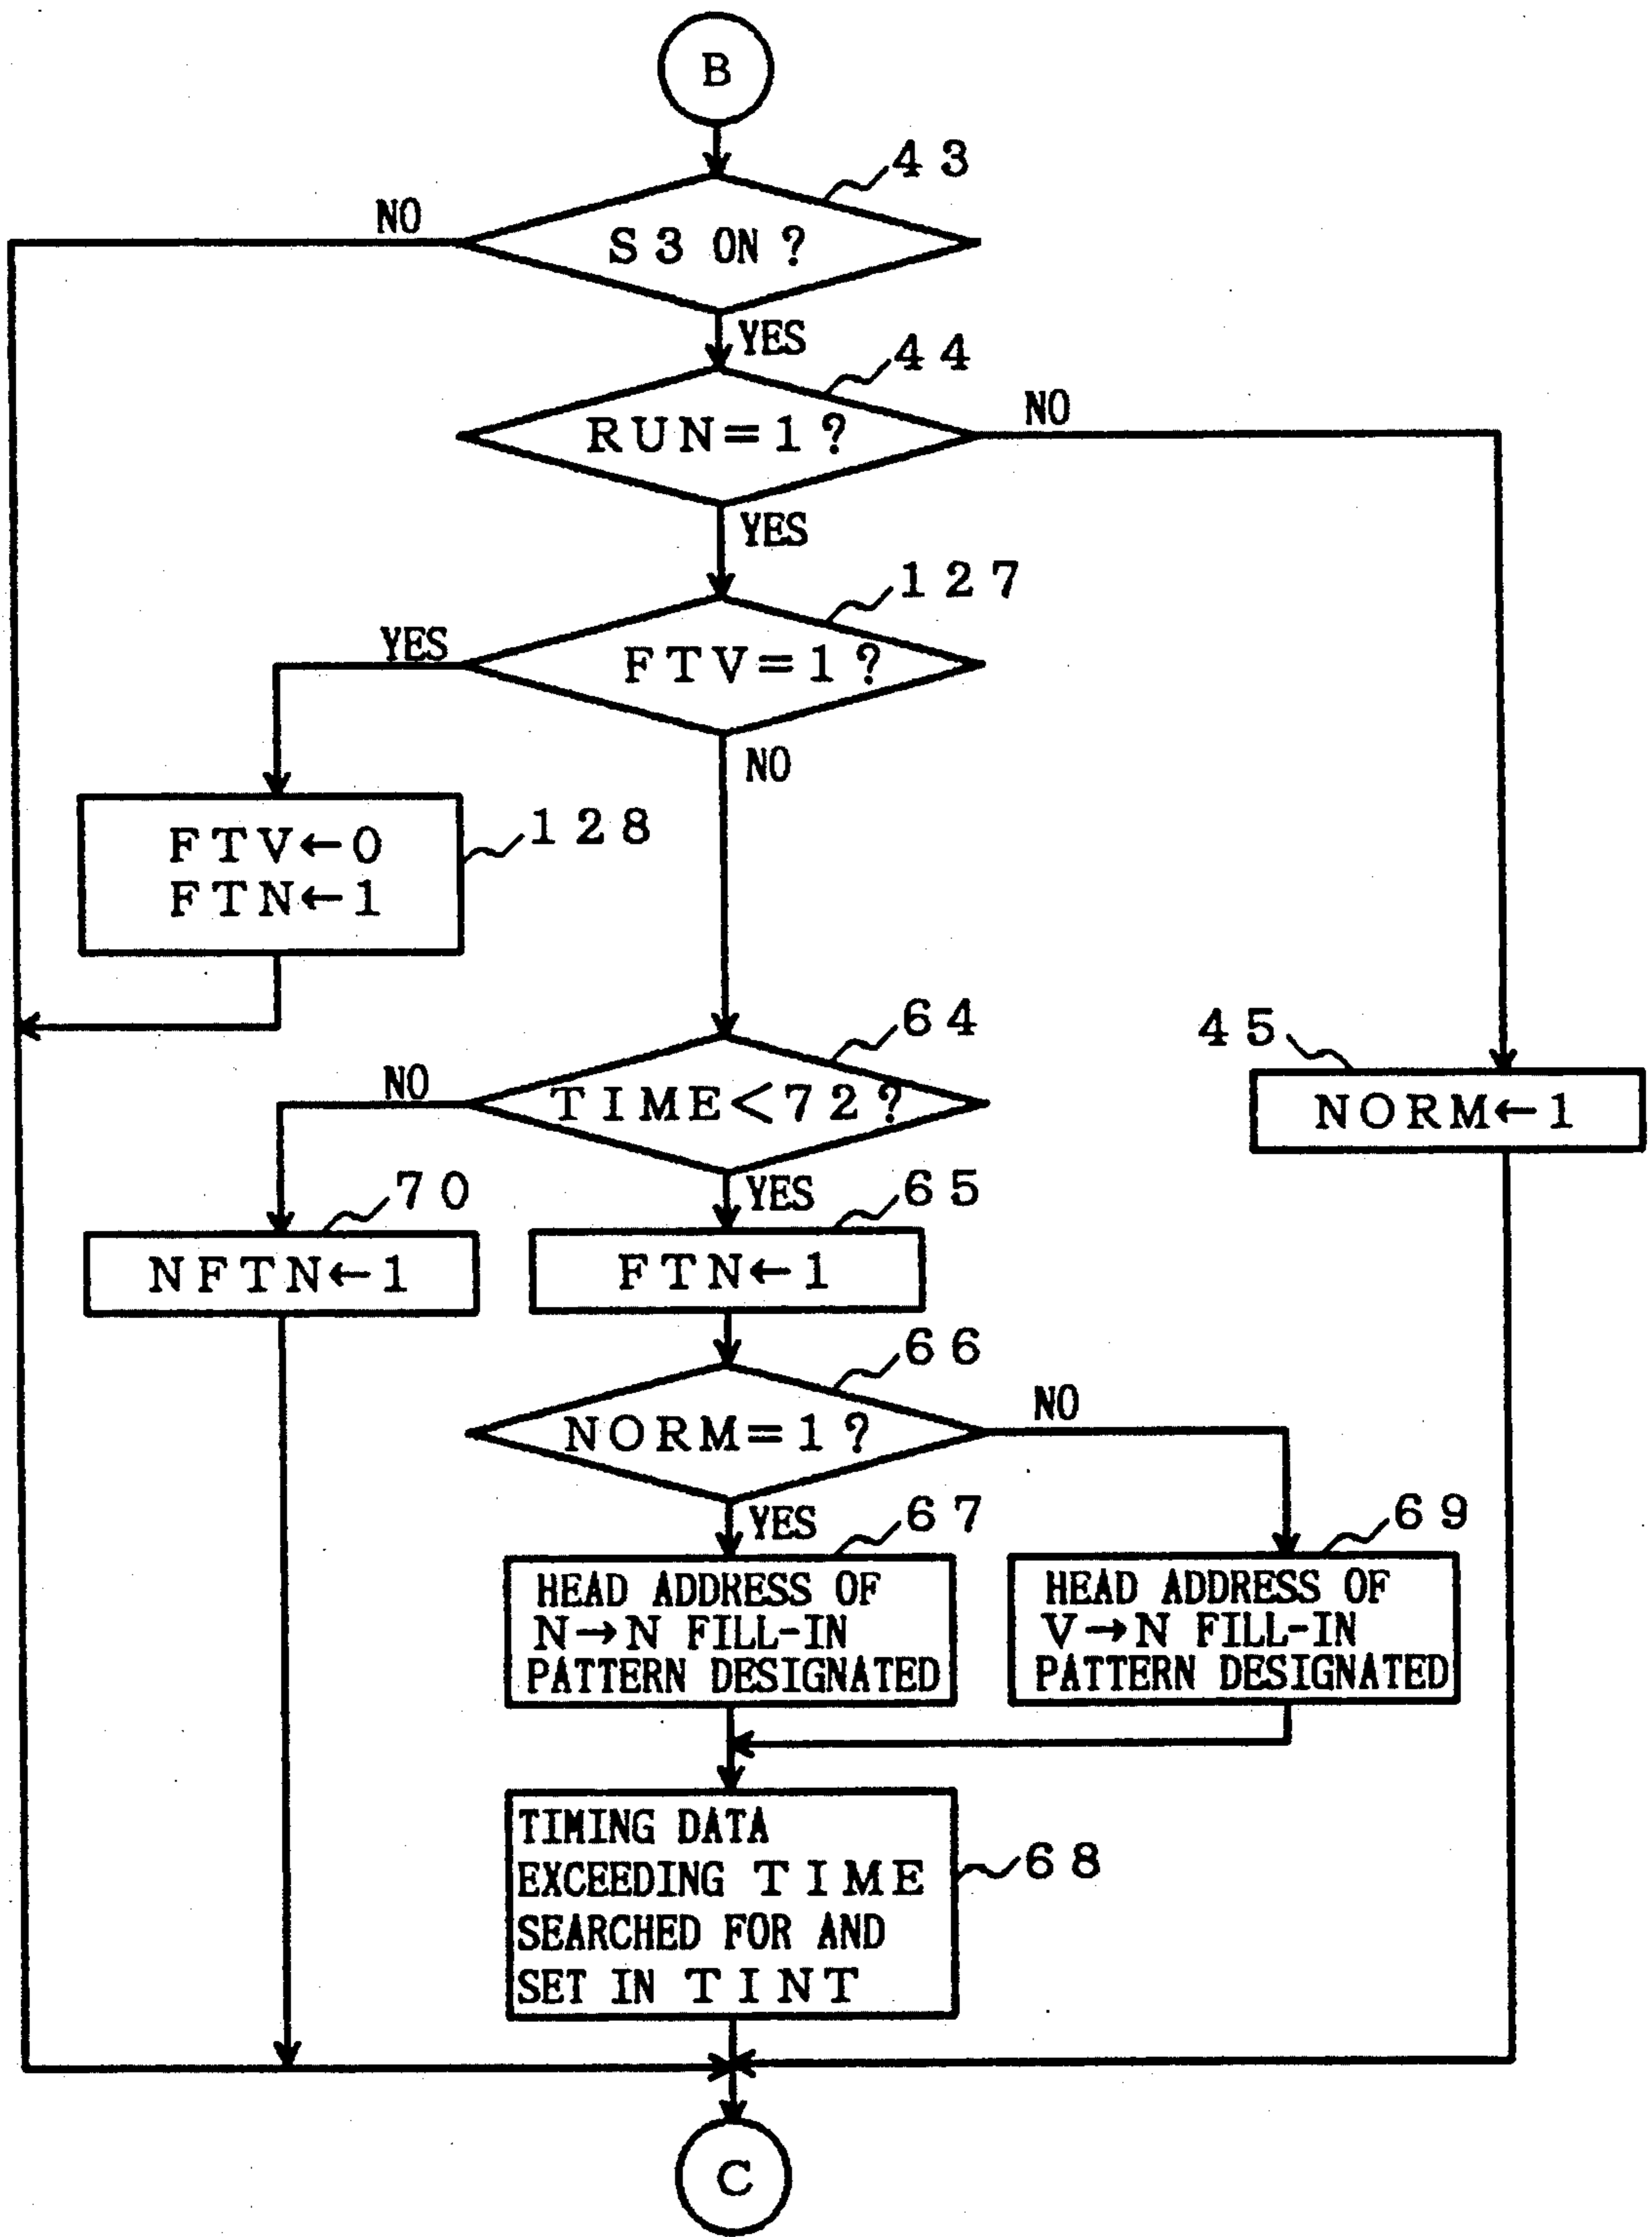 B
43
NO
S3 ON ?
YES
44
RUN=1 ?
NO
YES
127
YES
FTV=1 ?
NO
FTV←0
FTN←1
128
64
45
NO
TIME<72 ?
NORM←1
70
YES
65
NFTN←1
FTN←1
66
NORM=1 ?
NO
YES
67
69
HEAD ADDRESS OF
N→N FILL-IN
PATTERN DESIGNATED
HEAD ADDRESS OF
V→N FILL-IN
PATTERN DESIGNATED
TIMING DATA
EXCEEDING TIME
SEARCHED FOR AND
SET IN TINT
68
C